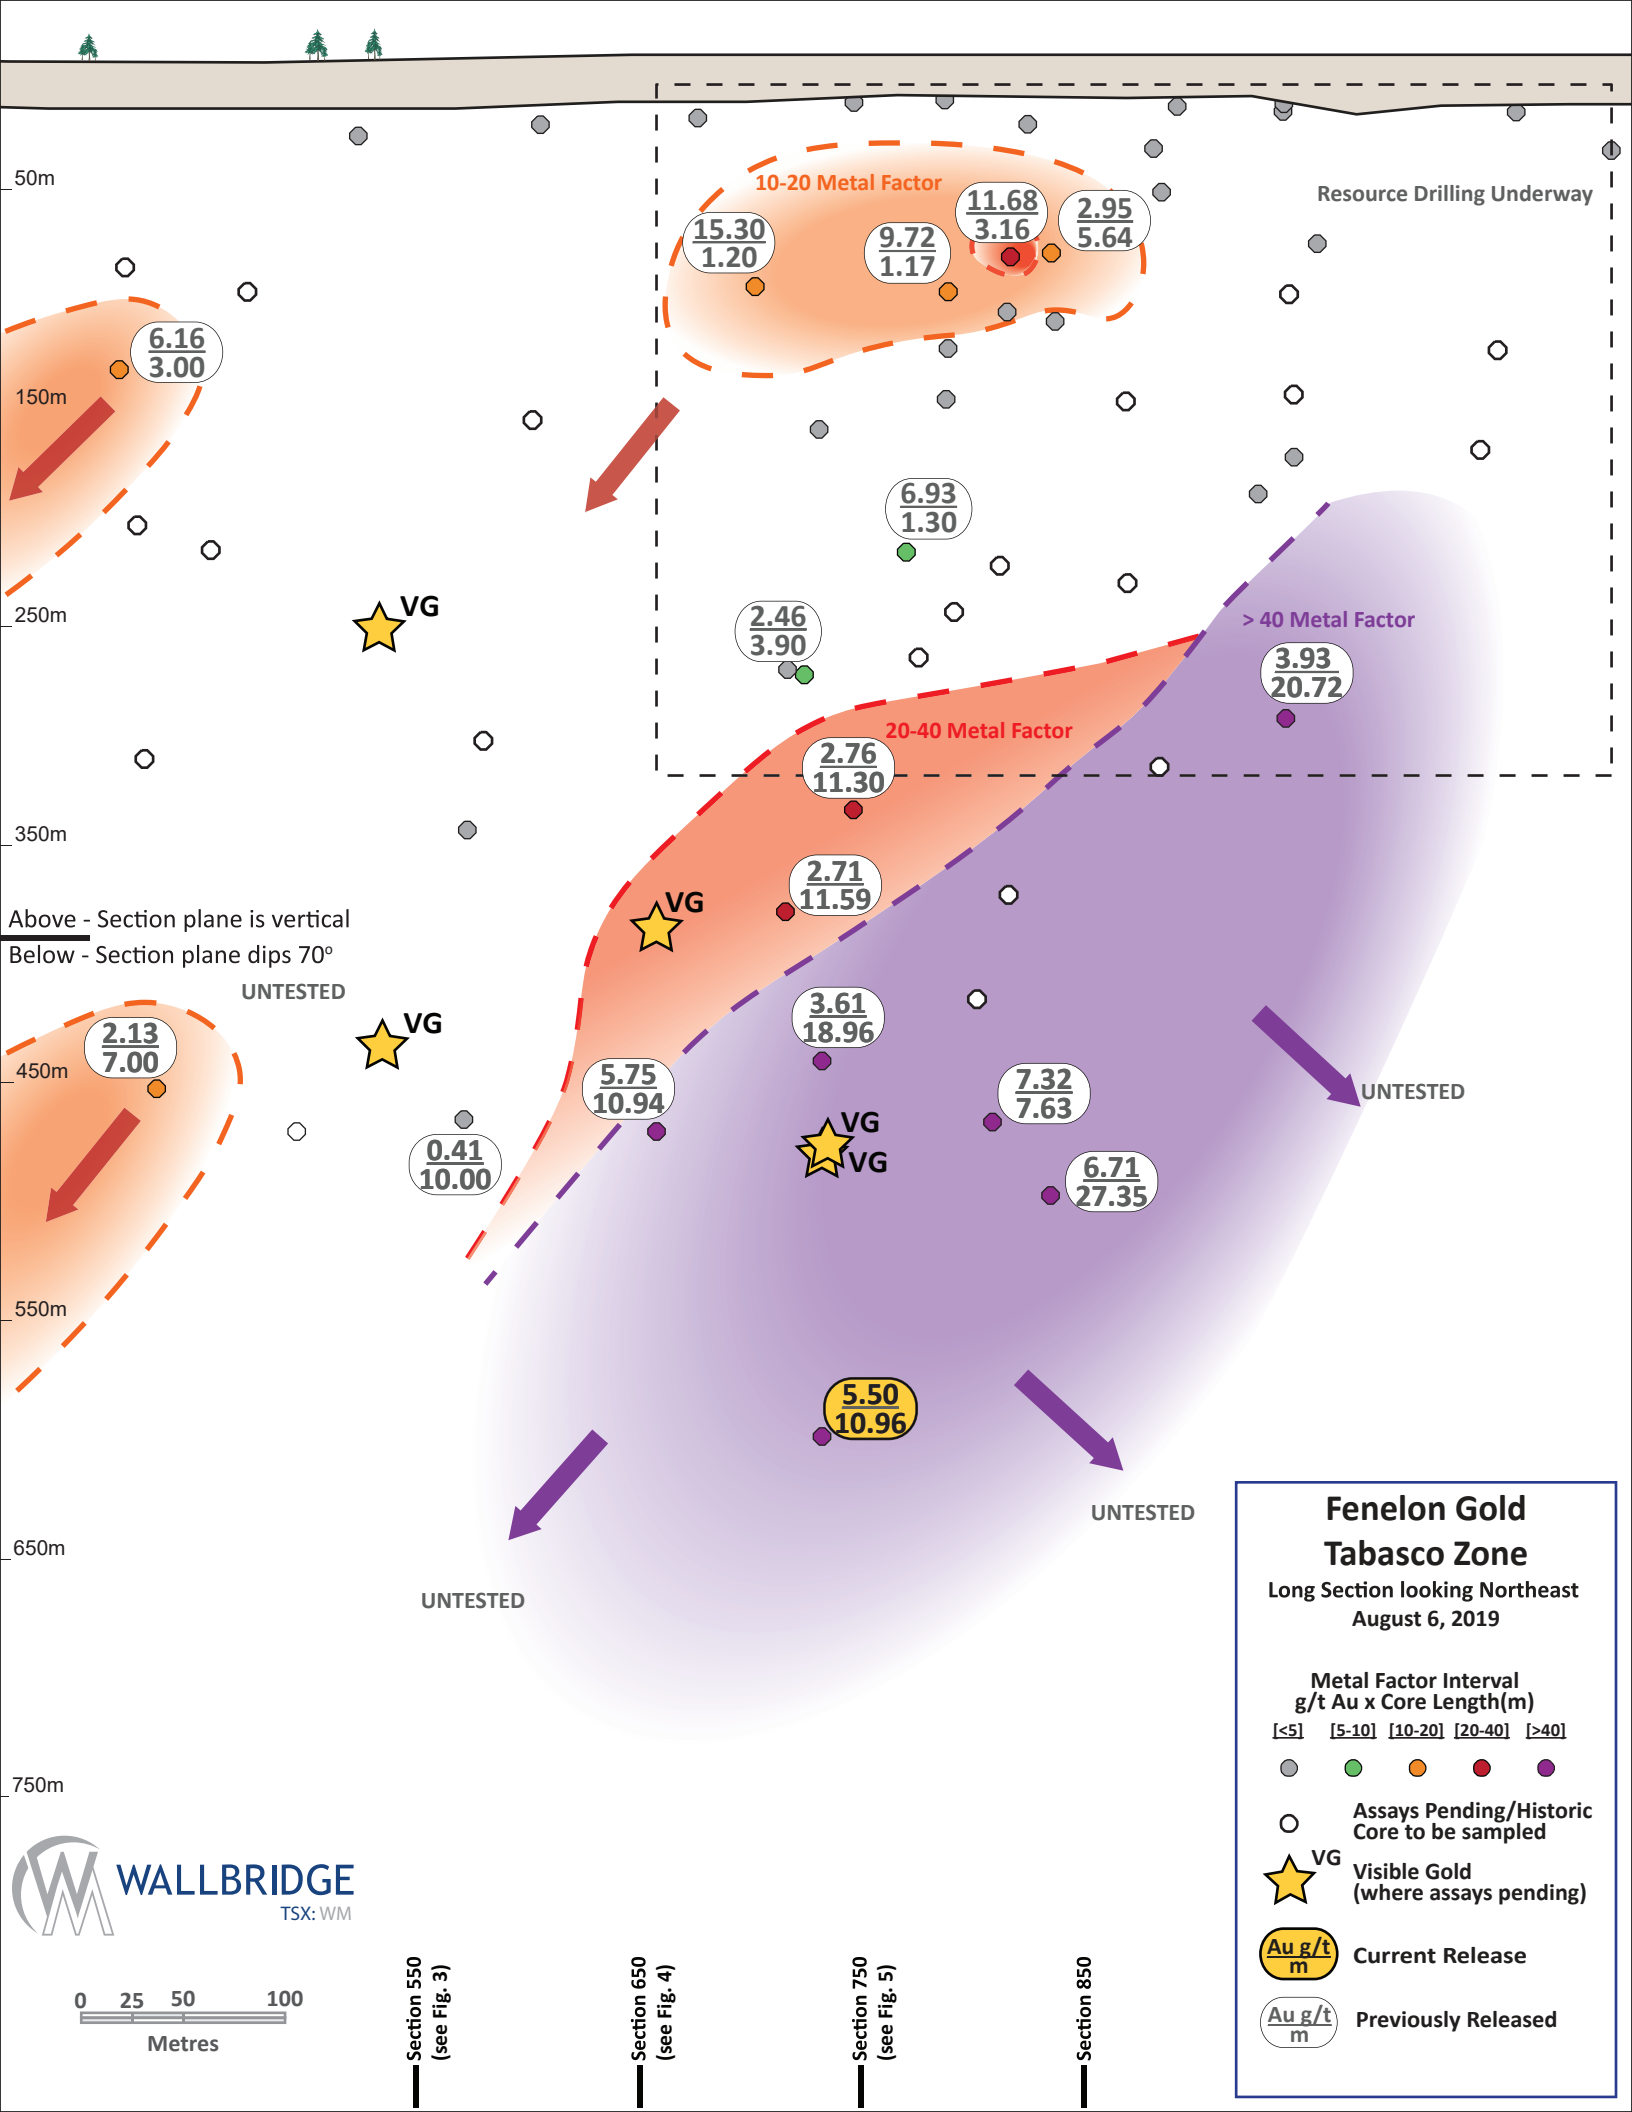 50m
10-20 Metal Factor
Resource Drilling Underway
11.68
3.16
2.95
5.64
15.30
1.20
9.72
1.17
6.16
3.00
150m
6.93
1.30
250m
VG
2.46
3.90
> 40 Metal Factor
3.93
20.72
20-40 Metal Factor
2.76
11.30
350m
2.71
11.59
VG
Above - Section plane is vertical
Below - Section plane dips 70º
UNTESTED
3.61
18.96
2.13
7.00
VG
450m
5.75
10.94
7.32
7.63
UNTESTED
VG
VG
0.41
10.00
6.71
27.35
550m
5.50
10.96
UNTESTED
650m
UNTESTED
750m
Fenelon Gold
Tabasco Zone
Long Section looking Northeast
August 6, 2019
Metal Factor Interval
g/t Au x Core Length(m)
[<5] [5-10] [10-20] [20-40] [>40]
Assays Pending/Historic
Core to be sampled
VG
Visible Gold
(where assays pending)
Au g/t
m
Current Release
Au g/t
m
Previously Released
WALLBRIDGE
TSX: WM
0 25 50 100
Metres
Section 550
(see Fig. 3)
Section 650
(see Fig. 4)
Section 750
(see Fig. 5)
Section 850